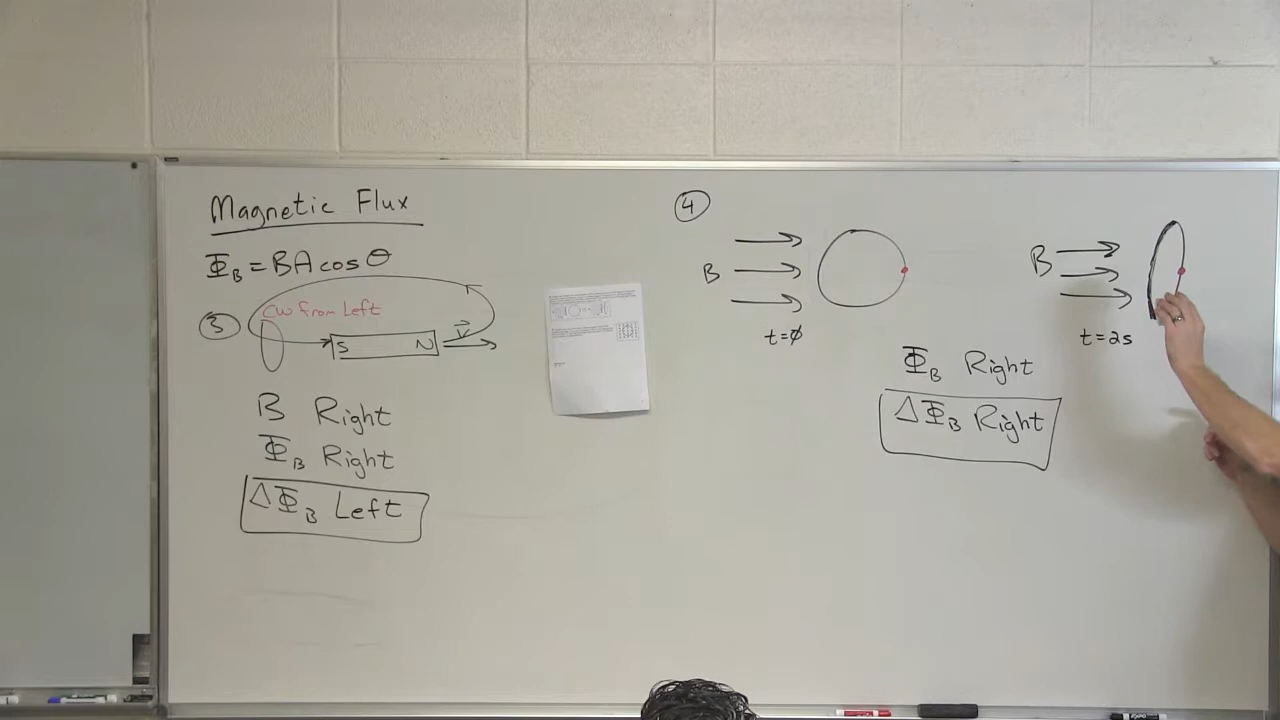 Magnetic Flux
Φ_B = BA cos θ
③
CW from Left
S N V⃗
B Right
Φ_B Right
ΔΦ_B Left
④
B
t=∅
B
t=2s
Φ_B Right
ΔΦ_B Right